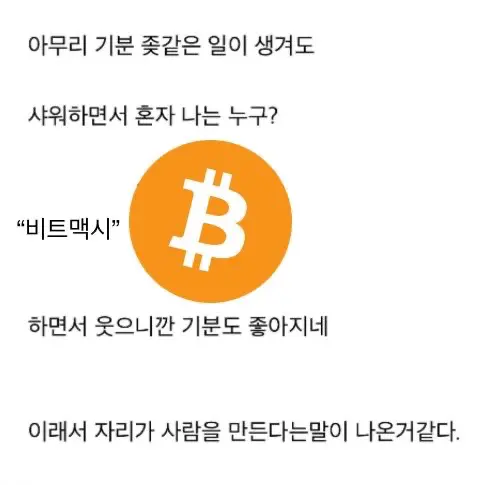 아무리 기분 좆같은 일이 생겨도
샤워하면서 혼자 나는 누구?
“비트맥시”
하면서 웃으니깐 기분도 좋아지네
이래서 자리가 사람을 만든다는말이 나온거같다.